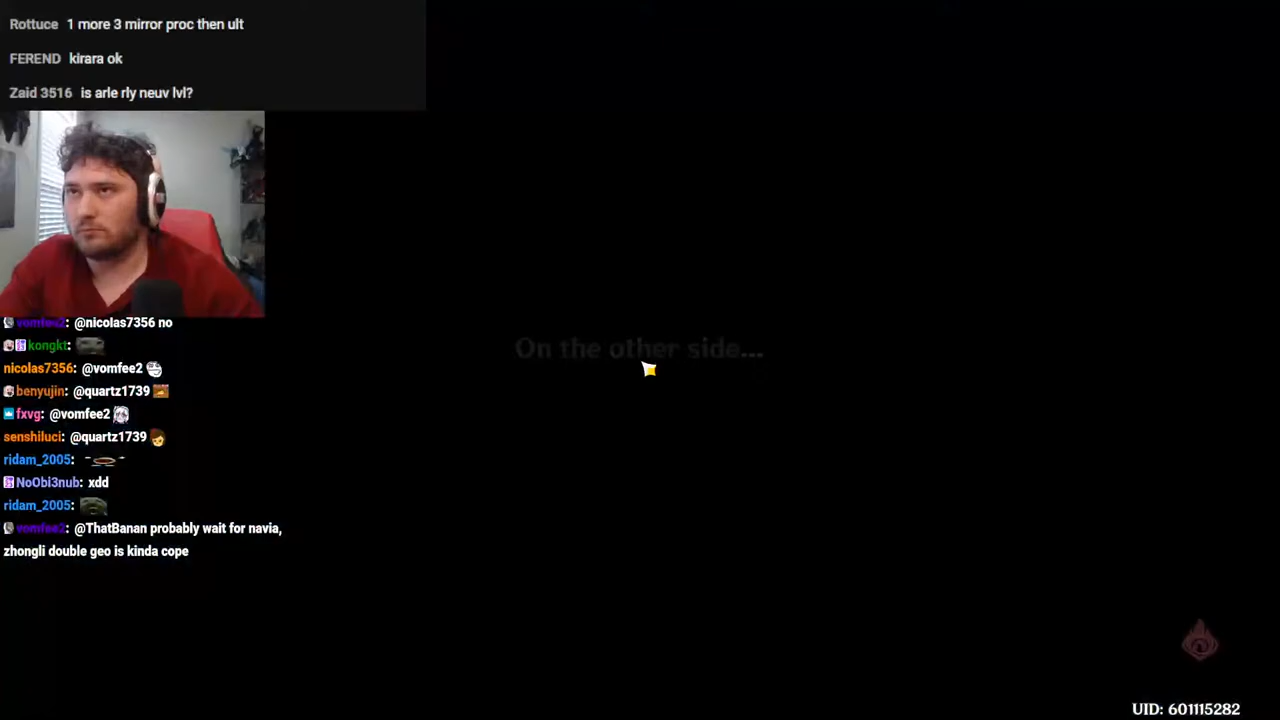 Rottuce 1 more 3 mirror proc then ult
FEREND kirara ok
Zaid 3516 is arle rly neuv lvl?
vomfee2: @nicolas7356 no
kongkt:
nicolas7356: @vomfee2
benyujin: @quartz1739
fxvg: @vomfee2
senshiluci: @quartz1739
ridam_2005:
NoObi3nub: xdd
ridam_2005:
vomfee2: @ThatBanan probably wait for navia,
zhongli double geo is kinda cope
On the other side...
UID: 601115282